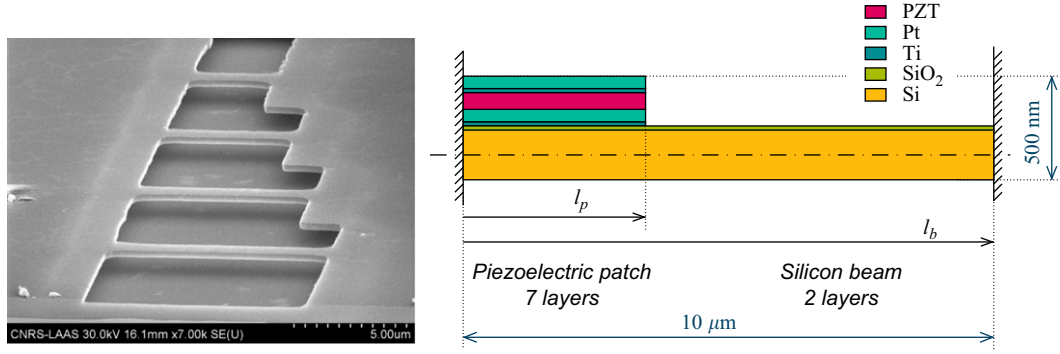 CNRS-LAAS 30.0kV 16.1mm x7.00k SE(U)
5.00um
PZT
Pt
Ti
SiO₂
Si
500 nm
lₚ
l_b
Piezoelectric patch
7 layers
Silicon beam
2 layers
10 μm